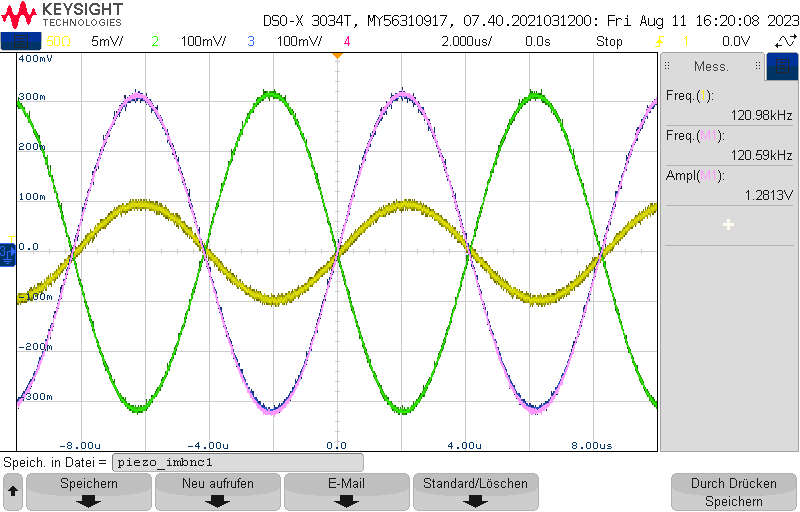 KEYSIGHT
TECHNOLOGIES
DSO-X 3034T, MY56310917, 07.40.2021031200: Fri Aug 11 16:20:08 2023
50Ω 5mV/ 2 100mV/ 3 100mV/ 4 2.000us/ 0.0s Stop 1 0.0V
400mV
300m
200m
100m
0.0
-100m
-200m
-300m
-8.00u -4.00u 0.0 4.00u 8.00us
3
Mess.
Freq.( ):
120.98kHz
Freq.(M1):
120.59kHz
Ampl(M1):
1.2813V
Speich. in Datei = piezo_imbnc1
Speichern Neu aufrufen E-Mail Standard/Löschen Durch Drücken
Speichern